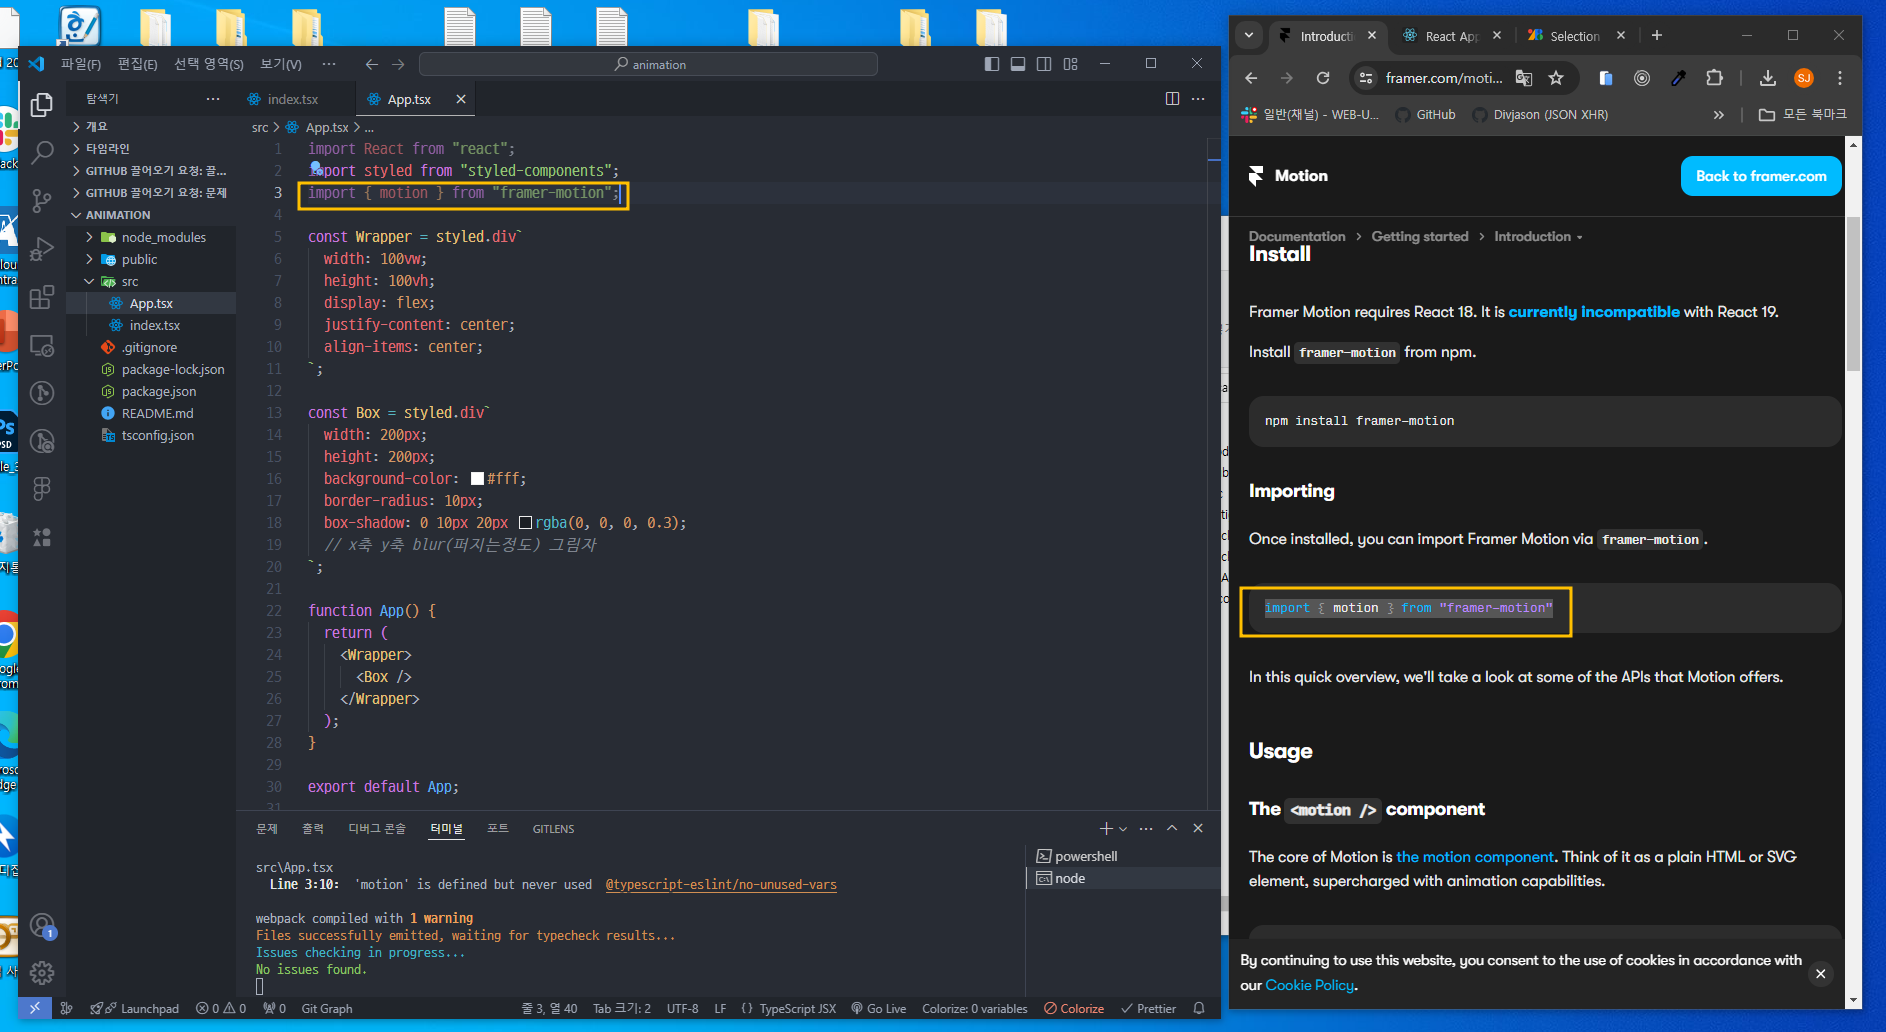 파일(F) 편집(E) 선택 영역(S) 보기(V) ··· animation
탐색기 ···
개요
타임라인
GITHUB 끌어오기 요청: 끌...
GITHUB 끌어오기 요청: 문제
ANIMATION
node_modules
public
src
App.tsx
index.tsx
.gitignore
package-lock.json
package.json
README.md
tsconfig.json
1
index.tsx App.tsx
src > App.tsx > ...
1 import React from "react";
2 import styled from "styled-components";
3 import { motion } from "framer-motion";
4
5 const Wrapper = styled.div`
6 width: 100vw;
7 height: 100vh;
8 display: flex;
9 justify-content: center;
10 align-items: center;
11 `;
12
13 const Box = styled.div`
14 width: 200px;
15 height: 200px;
16 background-color: #fff;
17 border-radius: 10px;
18 box-shadow: 0 10px 20px rgba(0, 0, 0, 0.3);
19 // x축 y축 blur(퍼지는정도) 그림자
20 `;
21
22 function App() {
23 return (
24 <Wrapper>
25 <Box />
26 </Wrapper>
27 );
28 }
29
30 export default App;
31
문제 출력 디버그 콘솔 터미널 포트 GITLENS
src\App.tsx
Line 3:10: 'motion' is defined but never used @typescript-eslint/no-unused-vars
webpack compiled with 1 warning
Files successfully emitted, waiting for typecheck results...
Issues checking in progress...
No issues found.
powershell
node
Launchpad 0 0 0 Git Graph 줄 3, 열 40 Tab 크기: 2 UTF-8 LF {} TypeScript JSX Go Live Colorize: 0 variables Colorize Prettier
Introducti React App Selection
framer.com/moti... SJ
일반(채널) - WEB-U... GitHub Divjason (JSON XHR) » 모든 북마크
Motion Back to framer.com
Documentation > Getting started > Introduction
Install
Framer Motion requires React 18. It is currently incompatible with React 19.
Install framer-motion from npm.
npm install framer-motion
Importing
Once installed, you can import Framer Motion via framer-motion.
import { motion } from "framer-motion"
In this quick overview, we'll take a look at some of the APIs that Motion offers.
Usage
The <motion /> component
The core of Motion is the motion component. Think of it as a plain HTML or SVG
element, supercharged with animation capabilities.
By continuing to use this website, you consent to the use of cookies in accordance with
our Cookie Policy.